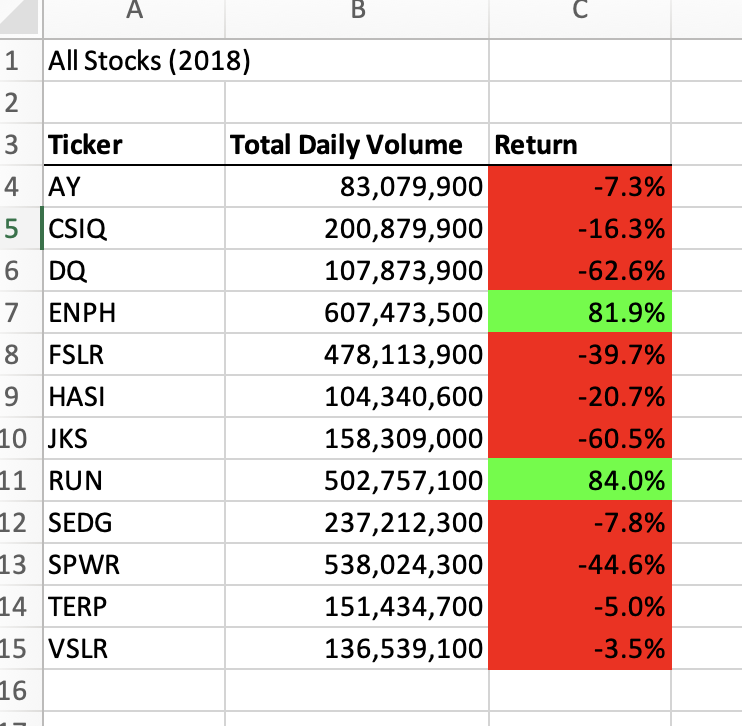 A B C
1 All Stocks (2018)
2
3 Ticker Total Daily Volume Return
4 AY 83,079,900 -7.3%
5 CSIQ 200,879,900 -16.3%
6 DQ 107,873,900 -62.6%
7 ENPH 607,473,500 81.9%
8 FSLR 478,113,900 -39.7%
9 HASI 104,340,600 -20.7%
10 JKS 158,309,000 -60.5%
11 RUN 502,757,100 84.0%
12 SEDG 237,212,300 -7.8%
13 SPWR 538,024,300 -44.6%
14 TERP 151,434,700 -5.0%
15 VSLR 136,539,100 -3.5%
16